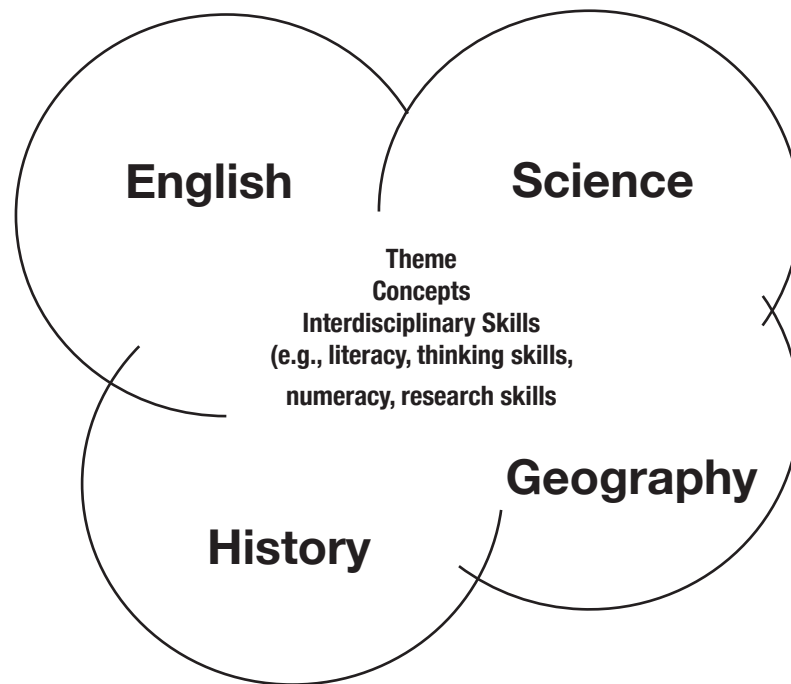 English
Science
Theme
Concepts
Interdisciplinary Skills
(e.g., literacy, thinking skills,
numeracy, research skills
Geography
History